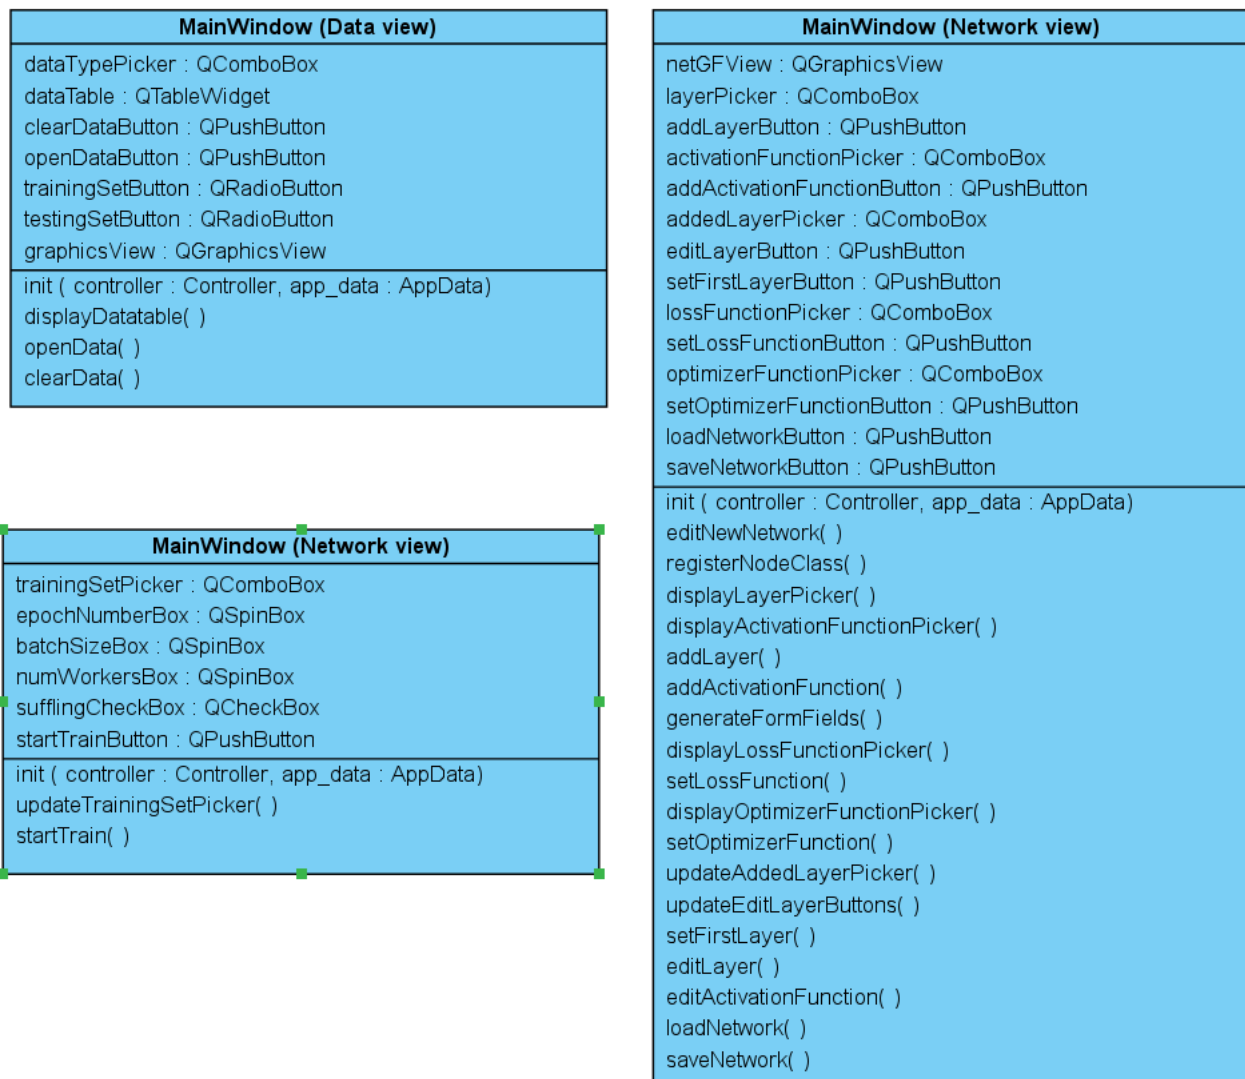 MainWindow (Data view)
dataTypePicker : QComboBox
dataTable : QTableWidget
clearDataButton : QPushButton
openDataButton : QPushButton
trainingSetButton : QRadioButton
testingSetButton : QRadioButton
graphicsView : QGraphicsView
init ( controller : Controller, app_data : AppData)
displayDatatable( )
openData( )
clearData( )
MainWindow (Network view)
trainingSetPicker : QComboBox
epochNumberBox : QSpinBox
batchSizeBox : QSpinBox
numWorkersBox : QSpinBox
sufflingCheckBox : QCheckBox
startTrainButton : QPushButton
init ( controller : Controller, app_data : AppData)
updateTrainingSetPicker( )
startTrain( )
MainWindow (Network view)
netGFView : QGraphicsView
layerPicker : QComboBox
addLayerButton : QPushButton
activationFunctionPicker : QComboBox
addActivationFunctionButton : QPushButton
addedLayerPicker : QComboBox
editLayerButton : QPushButton
setFirstLayerButton : QPushButton
lossFunctionPicker : QComboBox
setLossFunctionButton : QPushButton
optimizerFunctionPicker : QComboBox
setOptimizerFunctionButton : QPushButton
loadNetworkButton : QPushButton
saveNetworkButton : QPushButton
init ( controller : Controller, app_data : AppData)
editNewNetwork( )
registerNodeClass( )
displayLayerPicker( )
displayActivationFunctionPicker( )
addLayer( )
addActivationFunction( )
generateFormFields( )
displayLossFunctionPicker( )
setLossFunction( )
displayOptimizerFunctionPicker( )
setOptimizerFunction( )
updateAddedLayerPicker( )
updateEditLayerButtons( )
setFirstLayer( )
editLayer( )
editActivationFunction( )
loadNetwork( )
saveNetwork( )